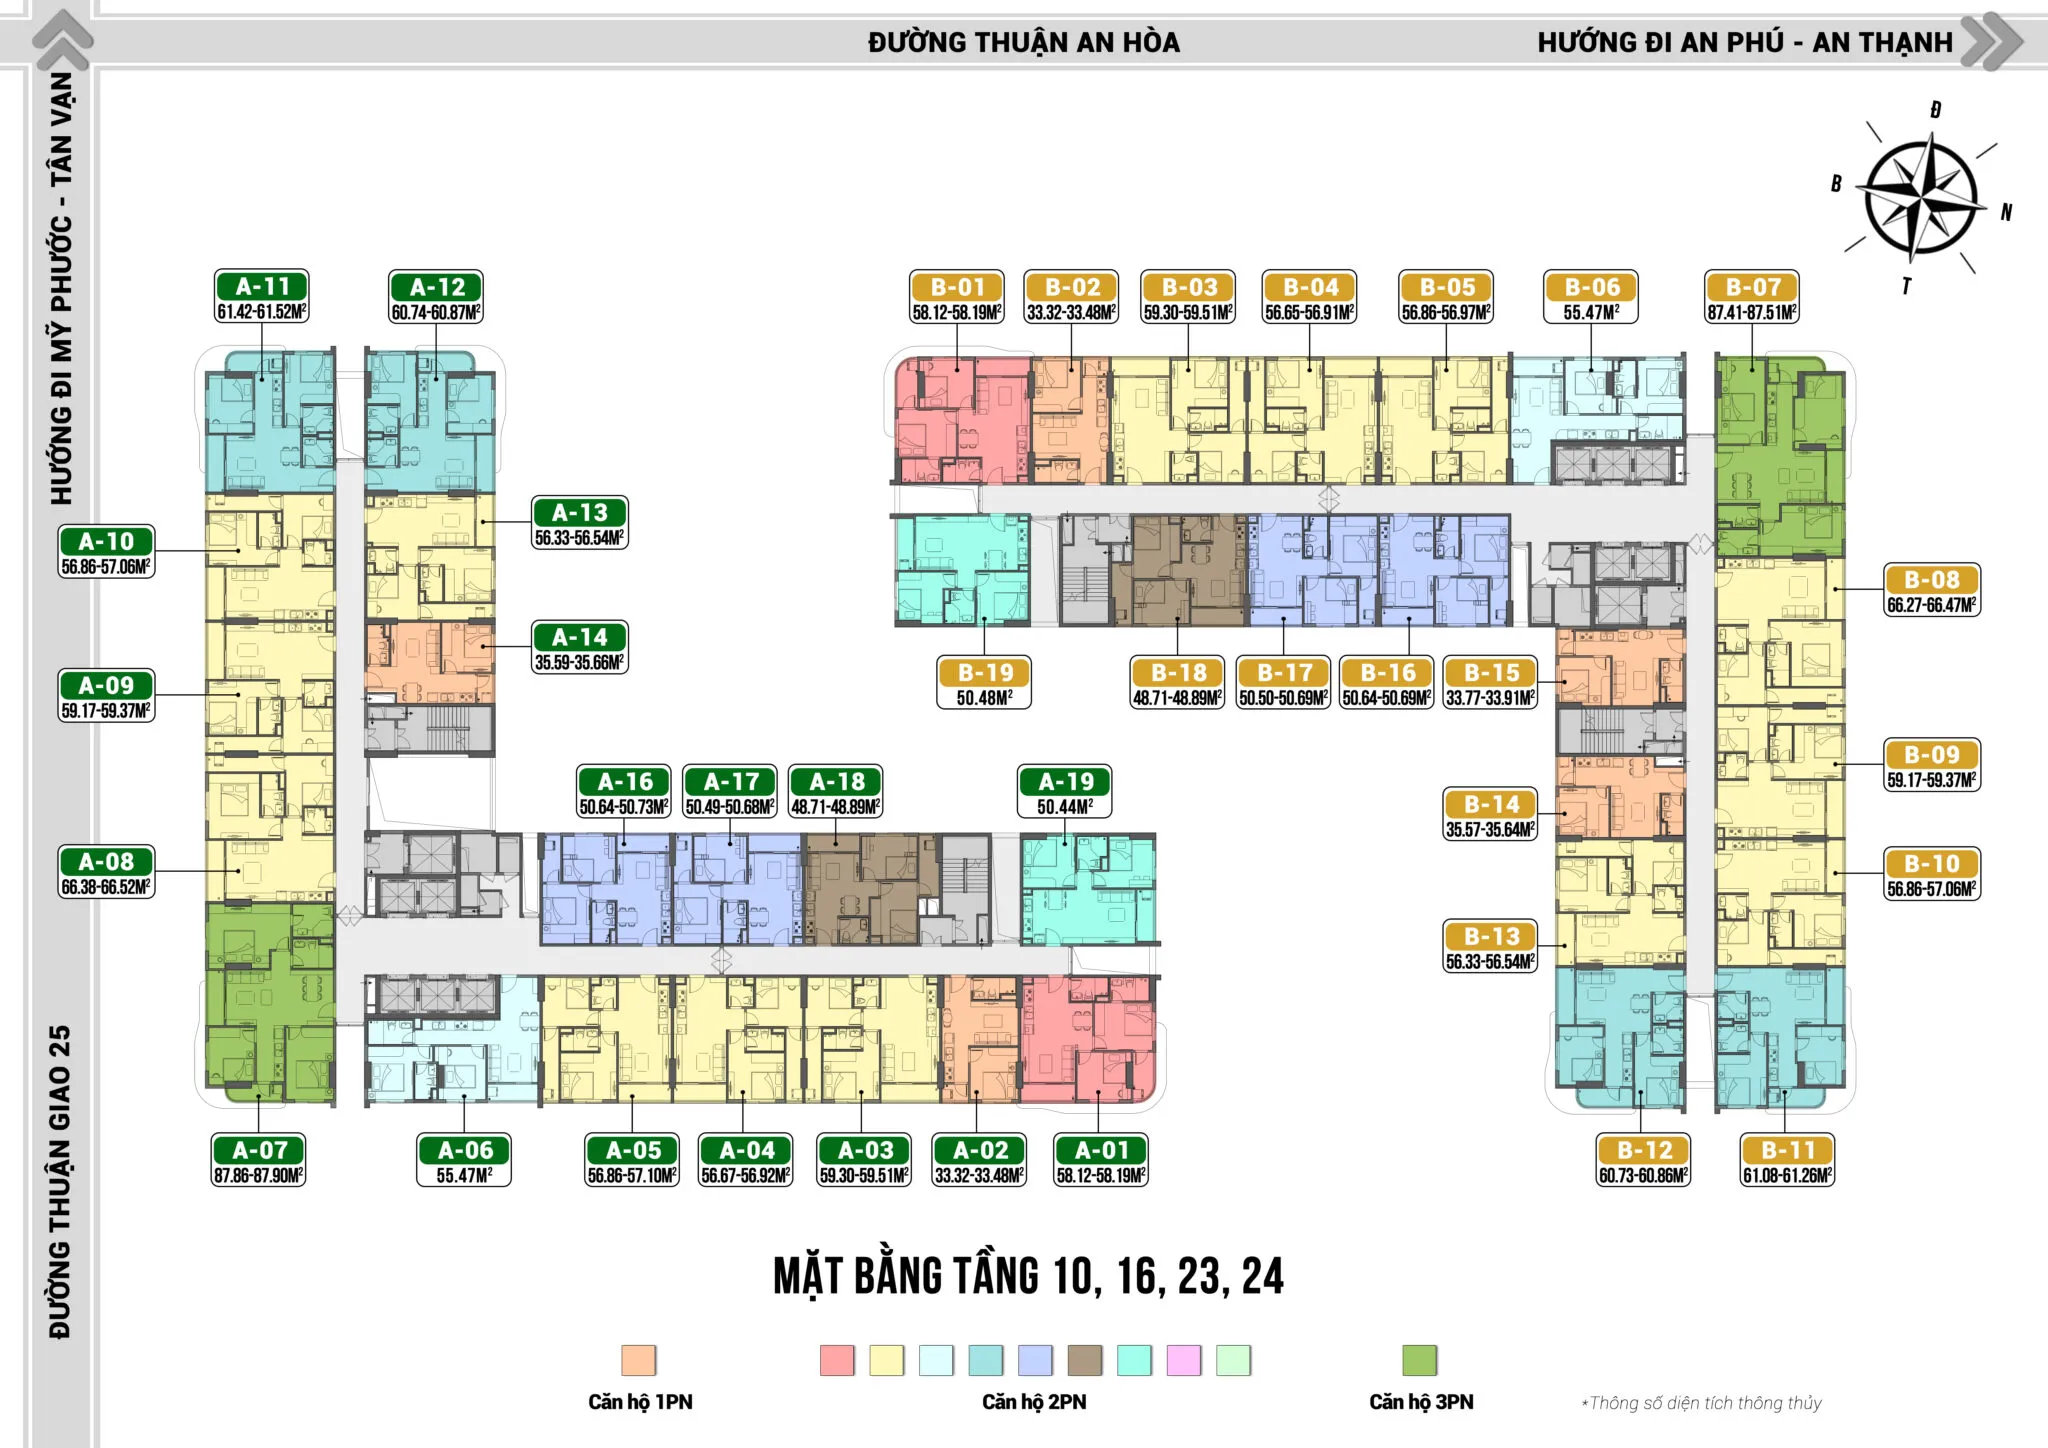 ĐƯỜNG THUẬN AN HÒA
HƯỚNG ĐI AN PHÚ - AN THẠNH
HƯỚNG ĐI MỸ PHƯỚC - TÂN VẠN
ĐƯỜNG THUẬN GIAO 25
Đ
B
N
T
A-11
61.42-61.52M²
A-12
60.74-60.87M²
B-01
58.12-58.19M²
B-02
33.32-33.48M²
B-03
59.30-59.51M²
B-04
56.65-56.91M²
B-05
56.86-56.97M²
B-06
55.47M²
B-07
87.41-87.51M²
A-13
56.33-56.54M²
A-10
56.86-57.06M²
A-14
35.59-35.66M²
A-09
59.17-59.37M²
B-08
66.27-66.47M²
B-19
50.48M²
B-18
48.71-48.89M²
B-17
50.50-50.69M²
B-16
50.64-50.69M²
B-15
33.77-33.91M²
B-09
59.17-59.37M²
A-16
50.64-50.73M²
A-17
50.49-50.68M²
A-18
48.71-48.89M²
A-19
50.44M²
B-14
35.57-35.64M²
A-08
66.38-66.52M²
B-10
56.86-57.06M²
B-13
56.33-56.54M²
A-07
87.86-87.90M²
A-06
55.47M²
A-05
56.86-57.10M²
A-04
56.67-56.92M²
A-03
59.30-59.51M²
A-02
33.32-33.48M²
A-01
58.12-58.19M²
B-12
60.73-60.86M²
B-11
61.08-61.26M²
MẶT BẰNG TẦNG 10, 16, 23, 24
Căn hộ 1PN
Căn hộ 2PN
Căn hộ 3PN
*Thông số diện tích thông thủy